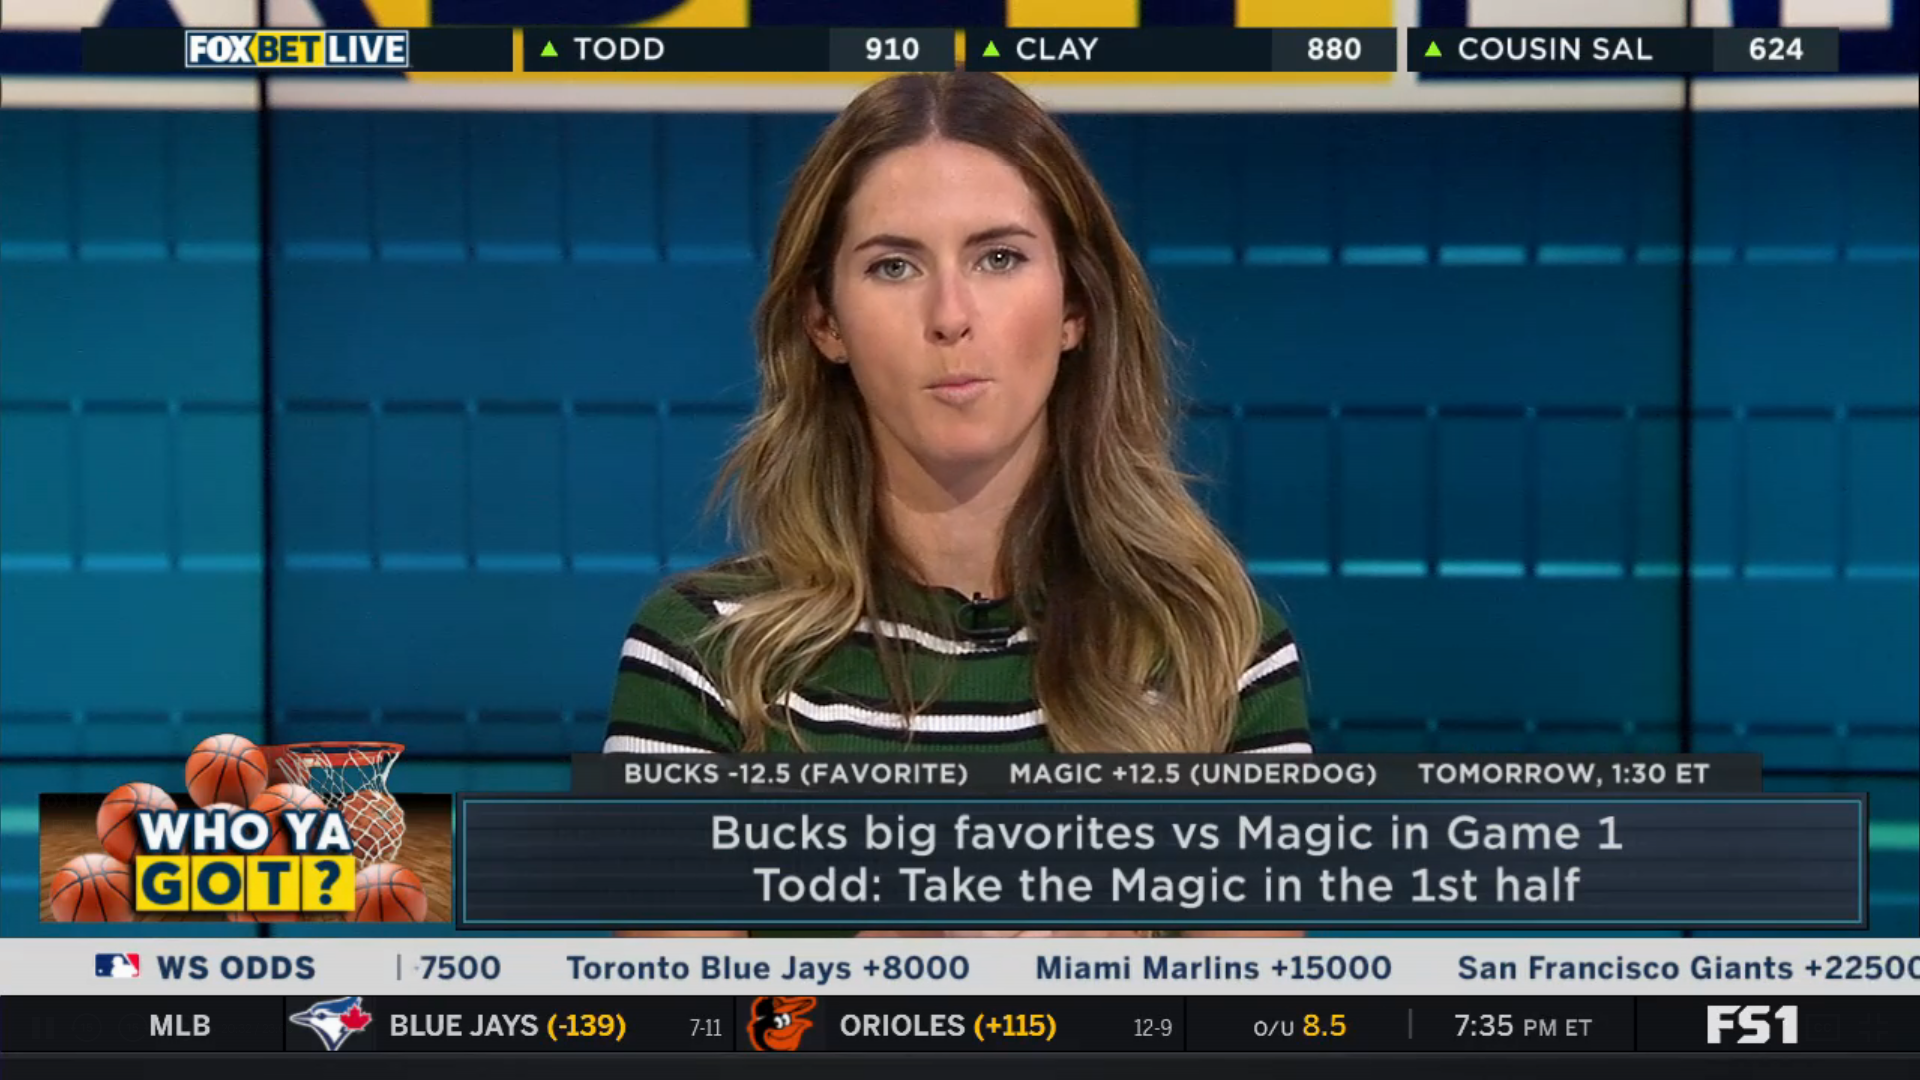 FOX BET LIVE
TODD 910
CLAY 880
COUSIN SAL 624
BUCKS -12.5 (FAVORITE) MAGIC +12.5 (UNDERDOG) TOMORROW, 1:30 ET
WHO YA
GOT?
Bucks big favorites vs Magic in Game 1
Todd: Take the Magic in the 1st half
WS ODDS 7500 Toronto Blue Jays +8000 Miami Marlins +15000 San Francisco Giants +22500
MLB BLUE JAYS (-139) 7-11 ORIOLES (+115) 12-9 O/U 8.5 | 7:35 PM ET FS1